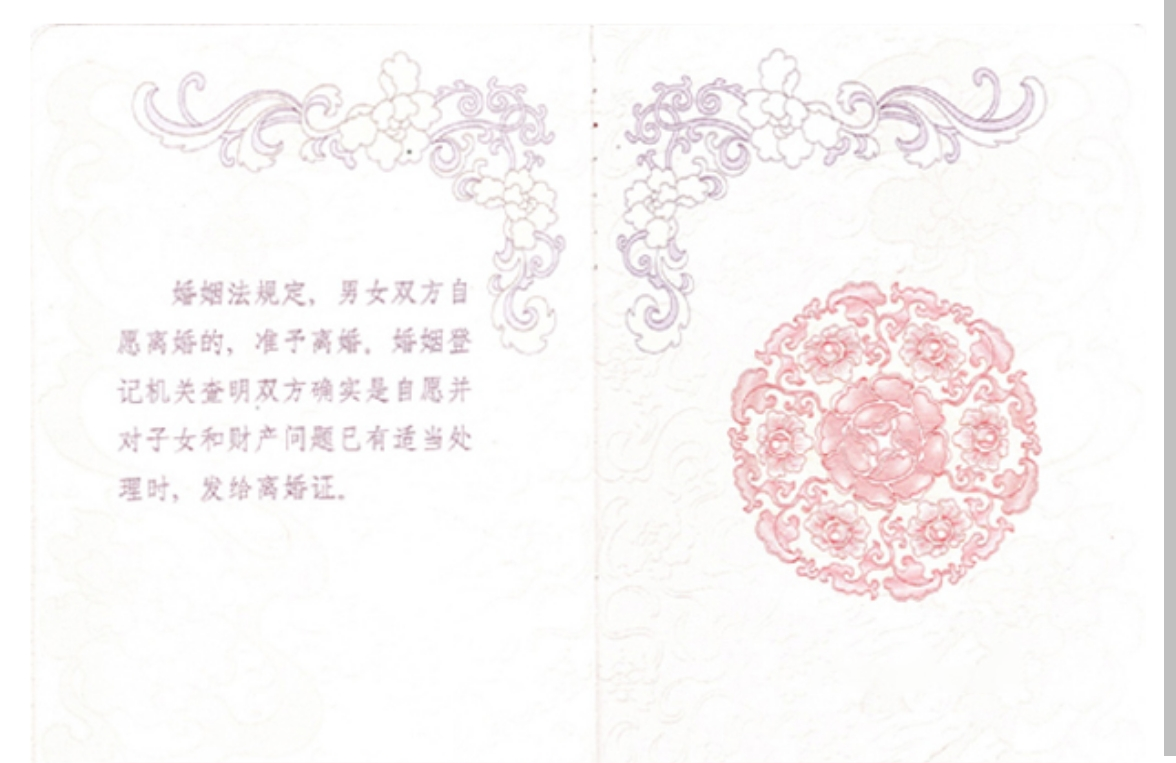 婚姻法规定，男女双方自
愿离婚的，准予离婚。婚姻登
记机关查明双方确实是自愿并
对子女和财产问题已有适当处
理时，发给离婚证。